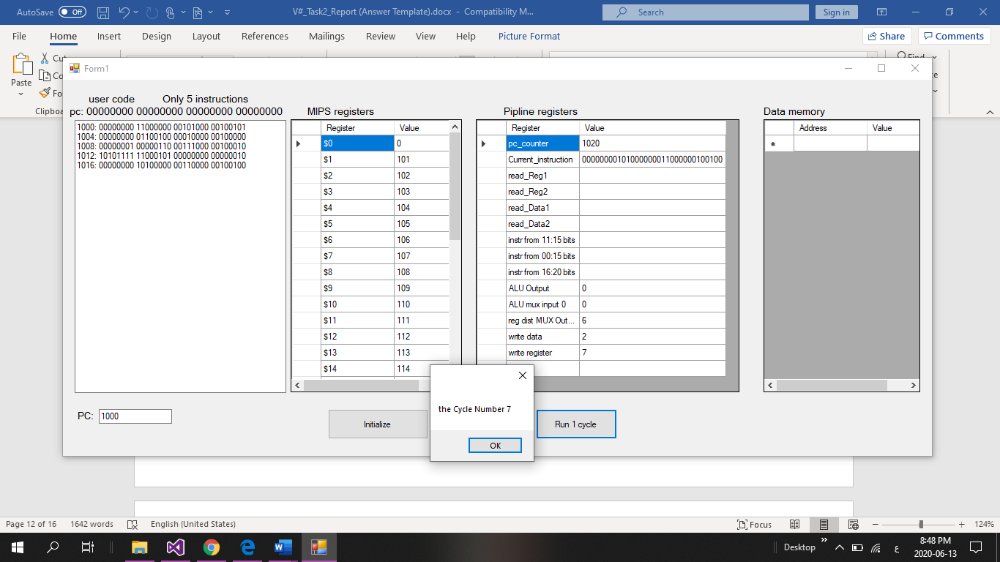 AutoSave Off V#_Task2_Report (Answer Template).docx - Compatibility M... Search Sign in
File Home Insert Design Layout References Mailings Review View Help Picture Format Share Comments
Paste
Form1
user code Only 5 instructions
pc: 00000000 00000000 00000000 00000000
1000: 00000000 11000000 00101000 00100101
1004: 00000000 01100100 00010000 00100000
1008: 00000001 00000110 00111000 00100010
1012: 10101111 11000101 00000000 00000010
1016: 00000000 10100000 00110000 00100100
PC: 1000
MIPS registers
Register Value
$0 0
$1 101
$2 102
$3 103
$4 104
$5 105
$6 106
$7 107
$8 108
$9 109
$10 110
$11 111
$12 112
$13 113
$14 114
Initialize
Pipline registers
Register Value
pc_counter 1020
Current_instruction 00000000101000000011000000100100
read_Reg1
read_Reg2
read_Data1
read_Data2
instr from 11:15 bits
instr from 00:15 bits
instr from 16:20 bits
ALU Output 0
ALU mux input 0 0
reg dist MUX Out... 6
write data 2
write register 7
Run 1 cycle
Data memory
Address Value
*
the Cycle Number 7
OK
Page 12 of 16 1642 words English (United States) Focus 124%
Desktop ع 8:48 PM
2020-06-13